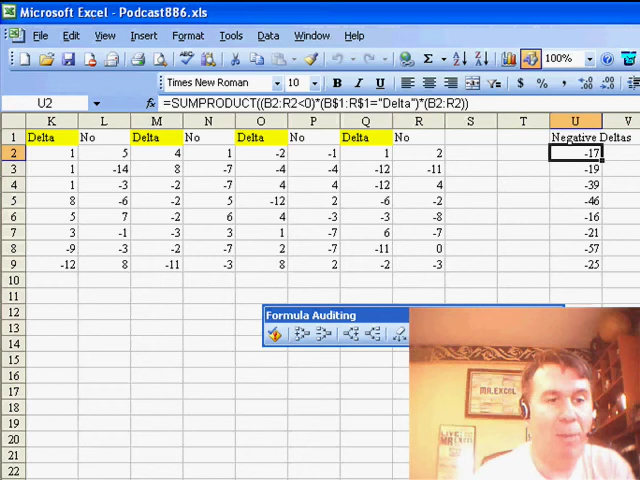 Microsoft Excel - Podcast886.xls
File Edit View Insert Format Tools Data Window Help
100%
Times New Roman 10 B I U
U2 fx =SUMPRODUCT((B2:R2<0)*(B$1:R$1="Delta")*(B2:R2))
K L M N O P Q R S T U V
1 Delta No Delta No Delta No Delta No Negative Deltas
2 1 5 4 1 -2 -1 1 2 -17
3 1 -14 8 -7 -4 -4 -12 -11 -19
4 1 -3 -2 -7 4 4 -12 4 -39
5 8 -6 -2 5 -12 2 -6 -2 -46
6 5 7 -2 6 4 -3 -3 -8 -16
7 3 -1 -3 3 1 -7 6 -7 -21
8 -9 -3 -2 -7 2 -7 -11 0 -57
9 -12 8 -11 -3 8 2 -2 -3 -25
10
11
12
13
14
15
16
17
18
19
20
21
22
Formula Auditing
MR.EXCEL